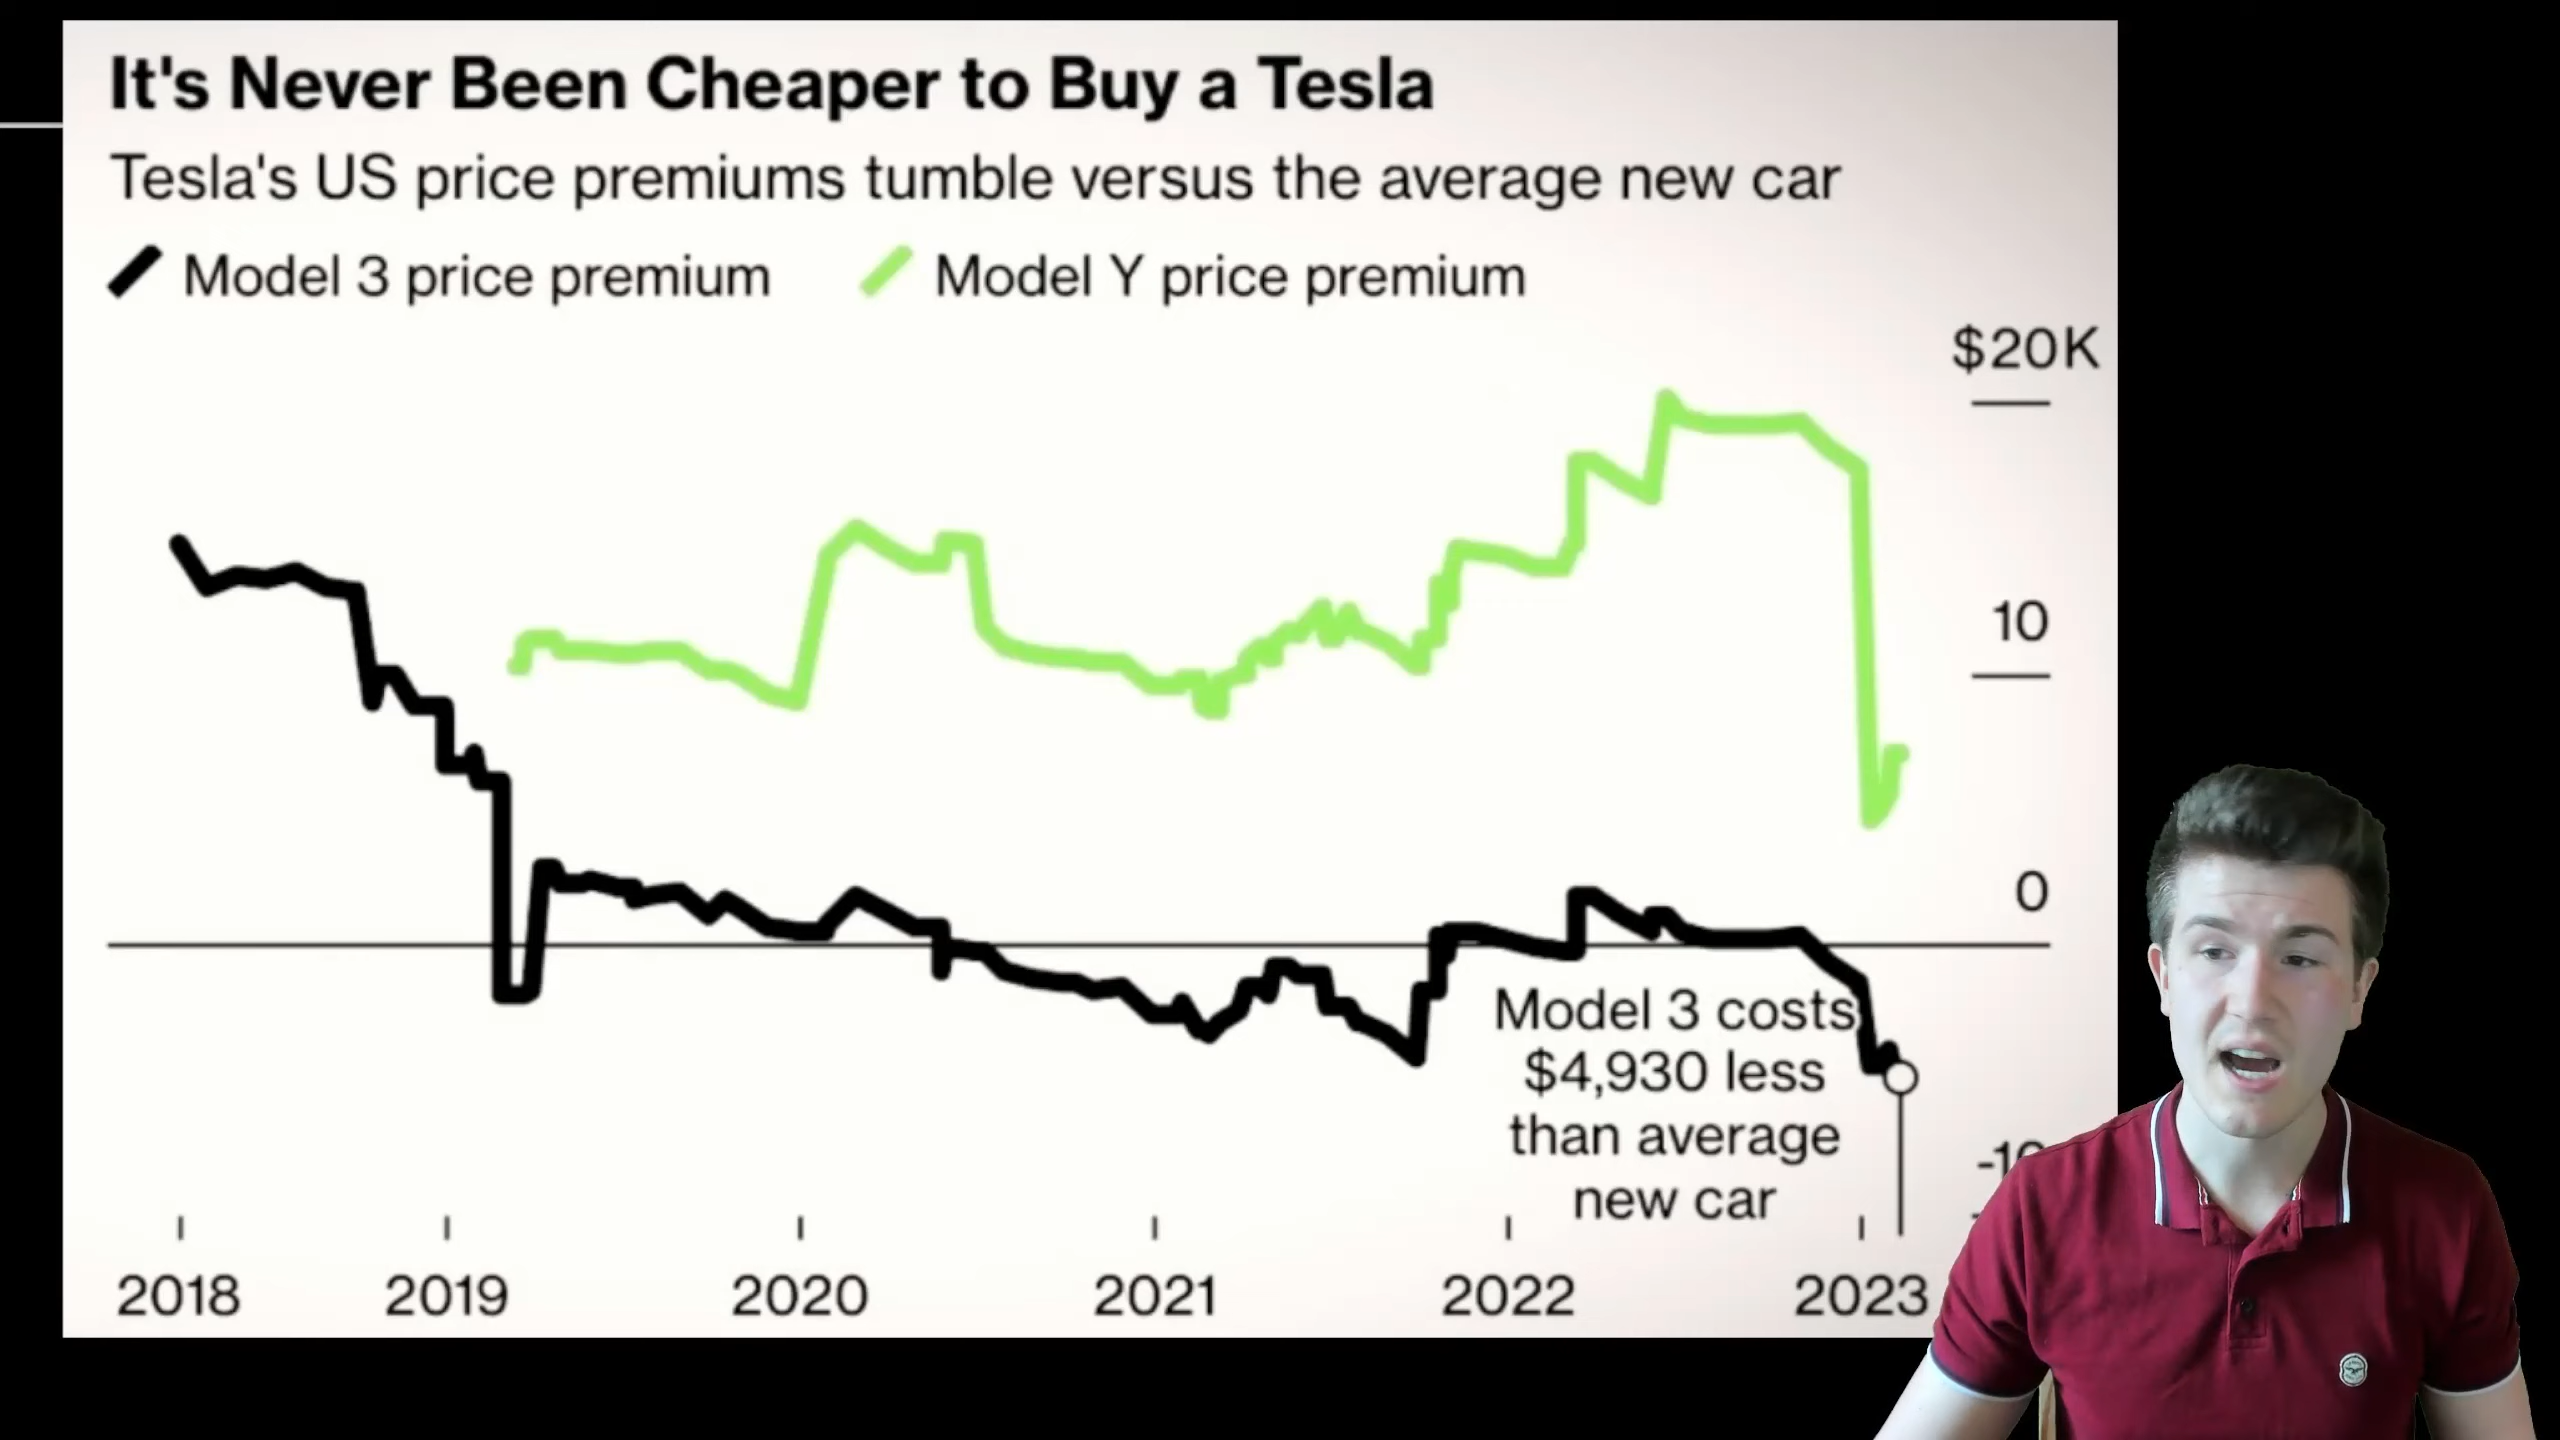 It's Never Been Cheaper to Buy a Tesla
Tesla's US price premiums tumble versus the average new car
Model 3 price premium Model Y price premium
$20K
10
0
Model 3 costs
$4,930 less
than average
new car
2018 2019 2020 2021 2022 2023